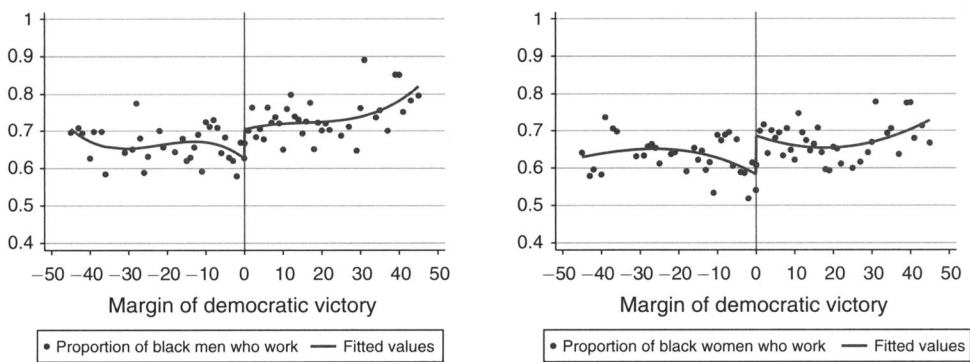 1
0.9
0.8
0.7
0.6
0.5
0.4
−50 −40 −30 −20 −10 0 10 20 30 40 50
Margin of democratic victory
• Proportion of black men who work — Fitted values
1
0.9
0.8
0.7
0.6
0.5
0.4
−50 −40 −30 −20 −10 0 10 20 30 40 50
Margin of democratic victory
• Proportion of black women who work — Fitted values